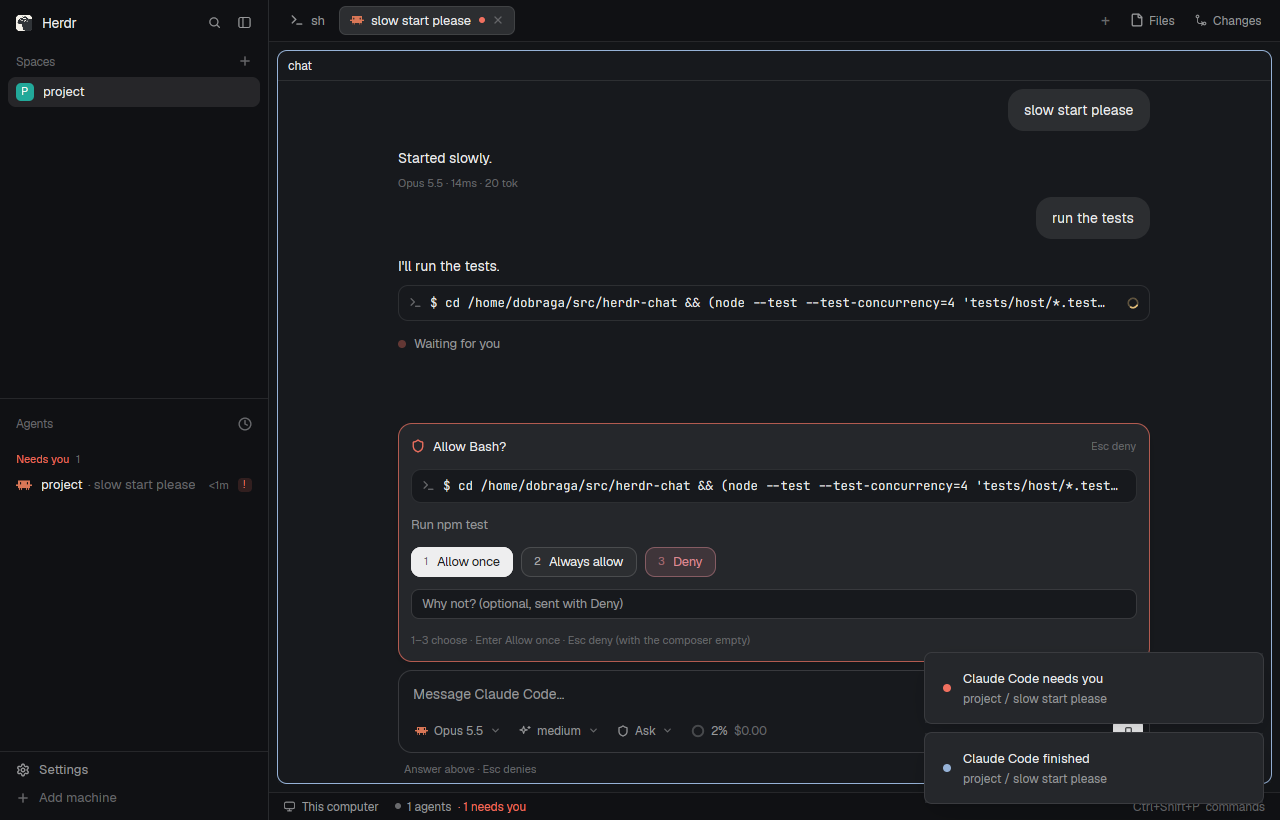 Herdr
Spaces
P project
Agents
Needs you 1
project · slow start please <1m !
Settings
Add machine
sh
slow start please
Files
Changes
chat
slow start please
Started slowly.
Opus 5.5 · 14ms · 20 tok
run the tests
I'll run the tests.
$ cd /home/dobraga/src/herdr-chat && (node --test --test-concurrency=4 'tests/host/*.test…
Waiting for you
Allow Bash?
Esc deny
$ cd /home/dobraga/src/herdr-chat && (node --test --test-concurrency=4 'tests/host/*.test…
Run npm test
1 Allow once
2 Always allow
3 Deny
Why not? (optional, sent with Deny)
1–3 choose · Enter Allow once · Esc deny (with the composer empty)
Message Claude Code…
Opus 5.5
medium
Ask
2% $0.00
Answer above · Esc denies
Claude Code needs you
project / slow start please
Claude Code finished
project / slow start please
This computer
1 agents · 1 needs you
Ctrl+Shift+P commands